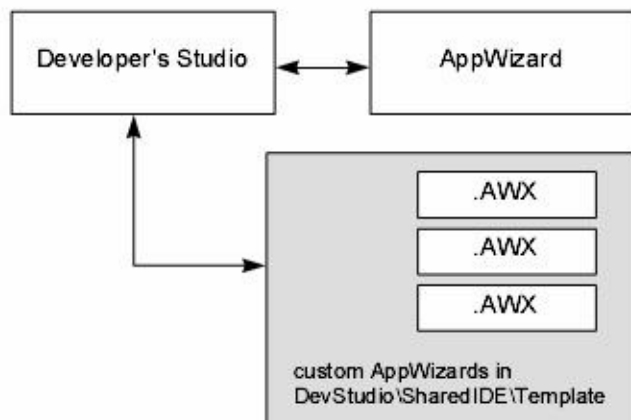 Developer's Studio
AppWizard
.AWX
.AWX
.AWX
custom AppWizards in
DevStudio\SharedIDE\Template